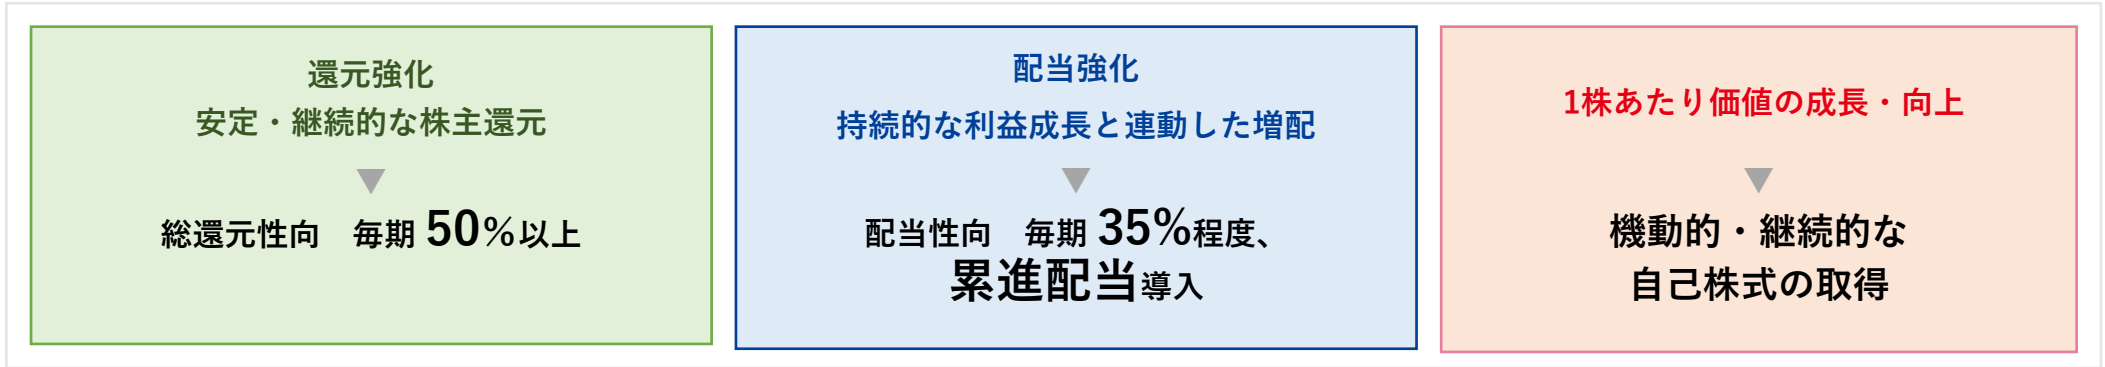 還元強化
安定・継続的な株主還元
総還元性向　毎期 50%以上
配当強化
持続的な利益成長と連動した増配
配当性向　毎期 35%程度、
累進配当導入
1株あたり価値の成長・向上
機動的・継続的な
自己株式の取得